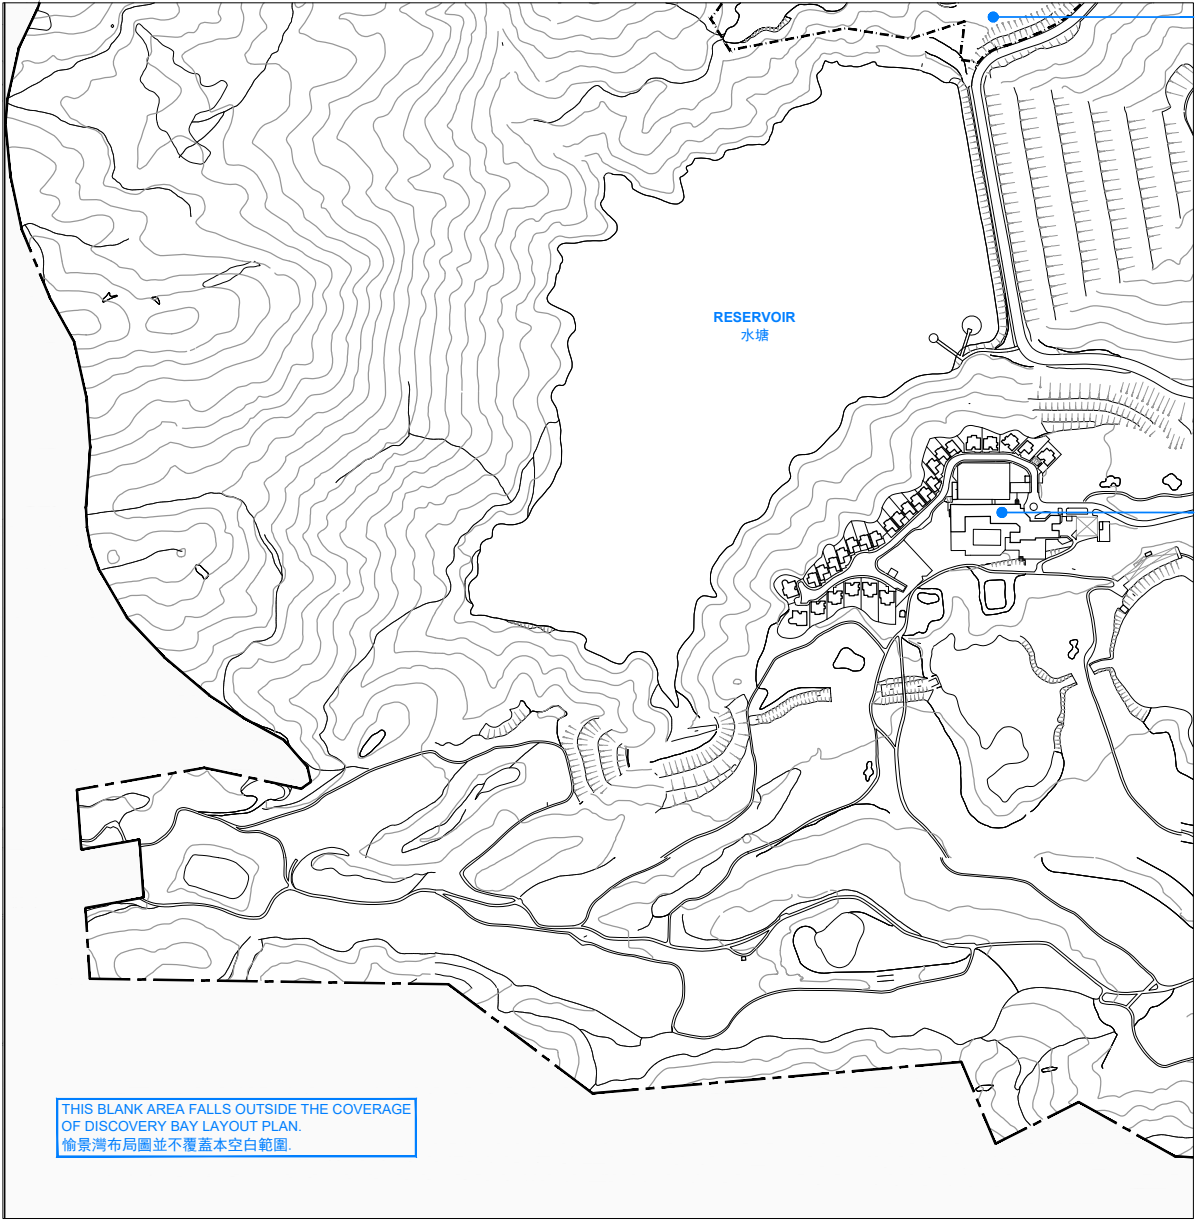 RESERVOIR
水塘
THIS BLANK AREA FALLS OUTSIDE THE COVERAGE
OF DISCOVERY BAY LAYOUT PLAN.
愉景灣布局圖並不覆蓋本空白範圍.